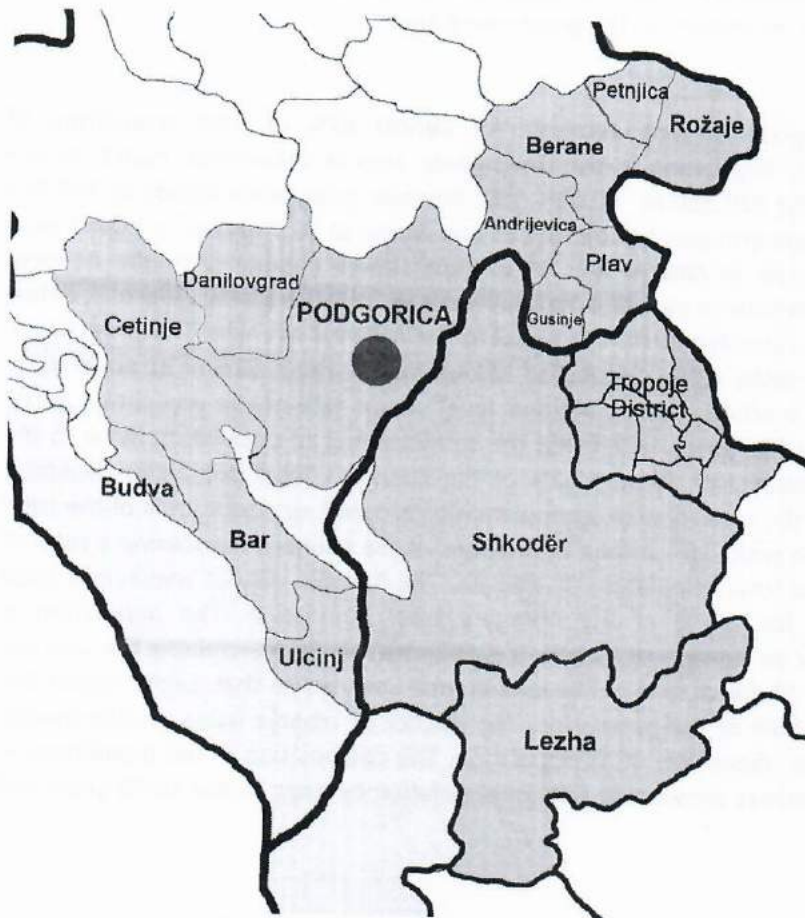 Petnjica
Rožaje
Berane
Andrijevica
Plav
Gusinje
Danilovgrad
PODGORICA
Cetinje
Tropoje
District
Budva
Bar
Shkodër
Ulcinj
Lezha